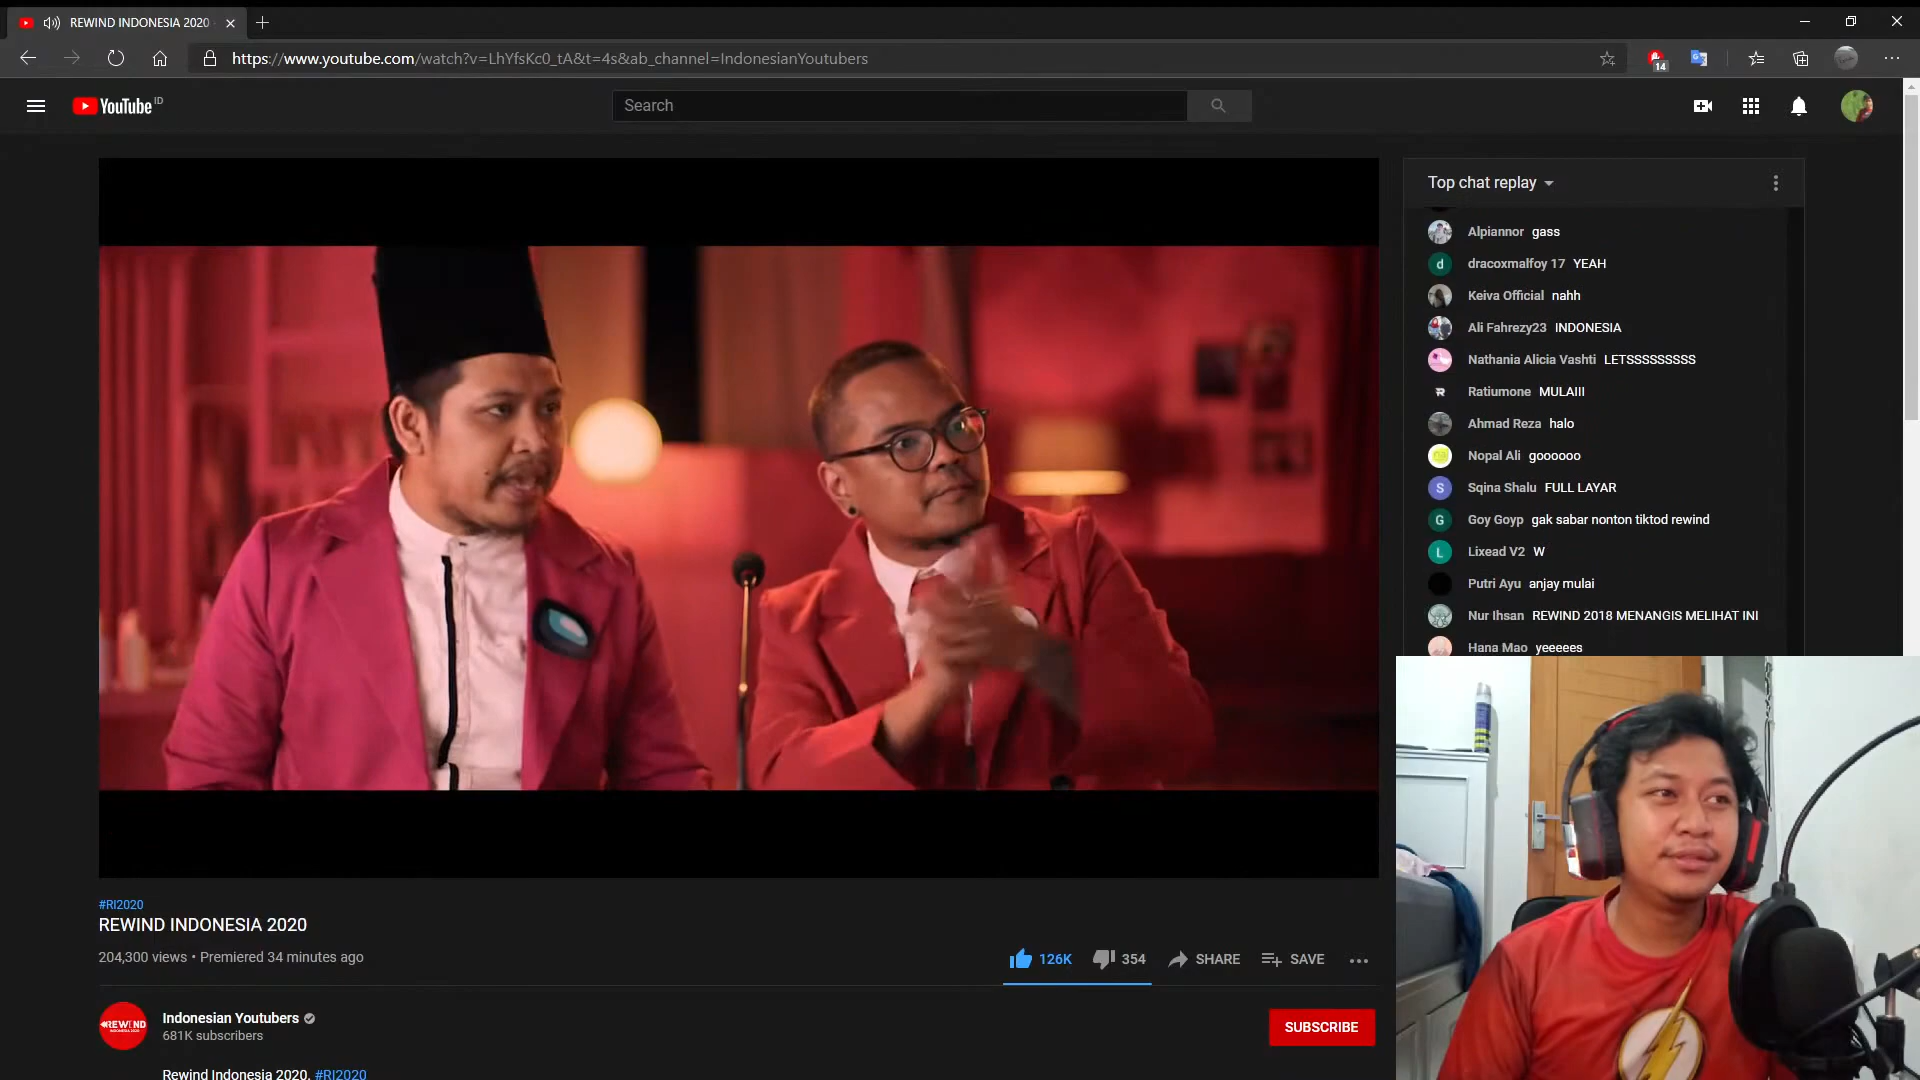 REWIND INDONESIA 2020
https://www.youtube.com/watch?v=LhYfsKc0_tA&t=4s&ab_channel=IndonesianYoutubers
14
YouTube ID
Search
Top chat replay
Alpiannor gass
d dracoxmalfoy 17 YEAH
Keiva Official nahh
Ali Fahrezy23 INDONESIA
Nathania Alicia Vashti LETSSSSSSSSS
R Ratiumone MULAIII
Ahmad Reza halo
Nopal Ali goooooo
S Sqina Shalu FULL LAYAR
G Goy Goyp gak sabar nonton tiktod rewind
L Lixead V2 W
Putri Ayu anjay mulai
Nur Ihsan REWIND 2018 MENANGIS MELIHAT INI
Hana Mao yeeeees
#RI2020
REWIND INDONESIA 2020
204,300 views • Premiered 34 minutes ago
126K 354 SHARE SAVE
REWIND
INDONESIA 2020
Indonesian Youtubers
681K subscribers
SUBSCRIBE
Rewind Indonesia 2020. #RI2020